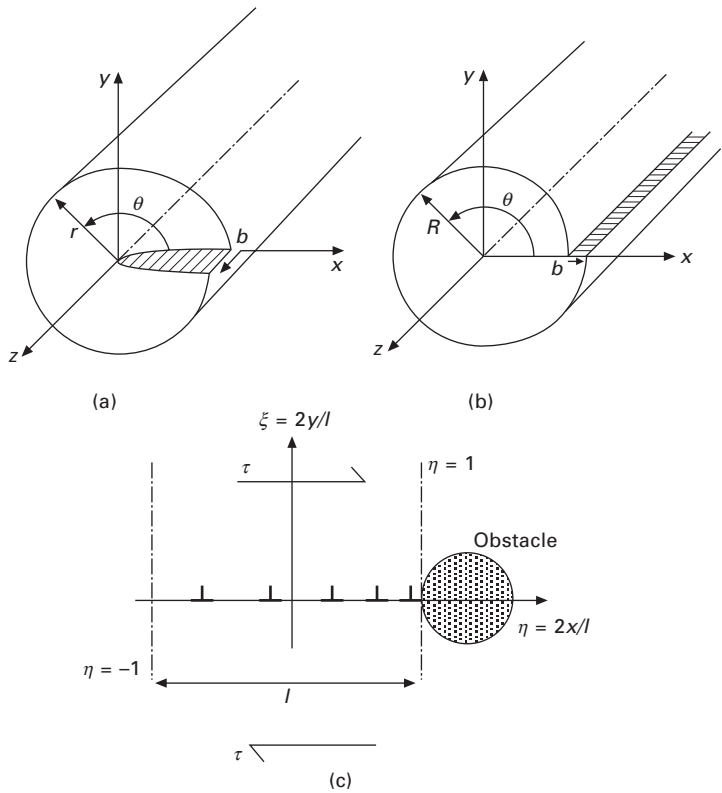 y
θ
r
b
x
z
(a)
y
θ
R
b
x
z
(b)
ξ = 2y/l
τ
η = 1
Obstacle
η = 2x/l
η = –1
l
τ
(c)